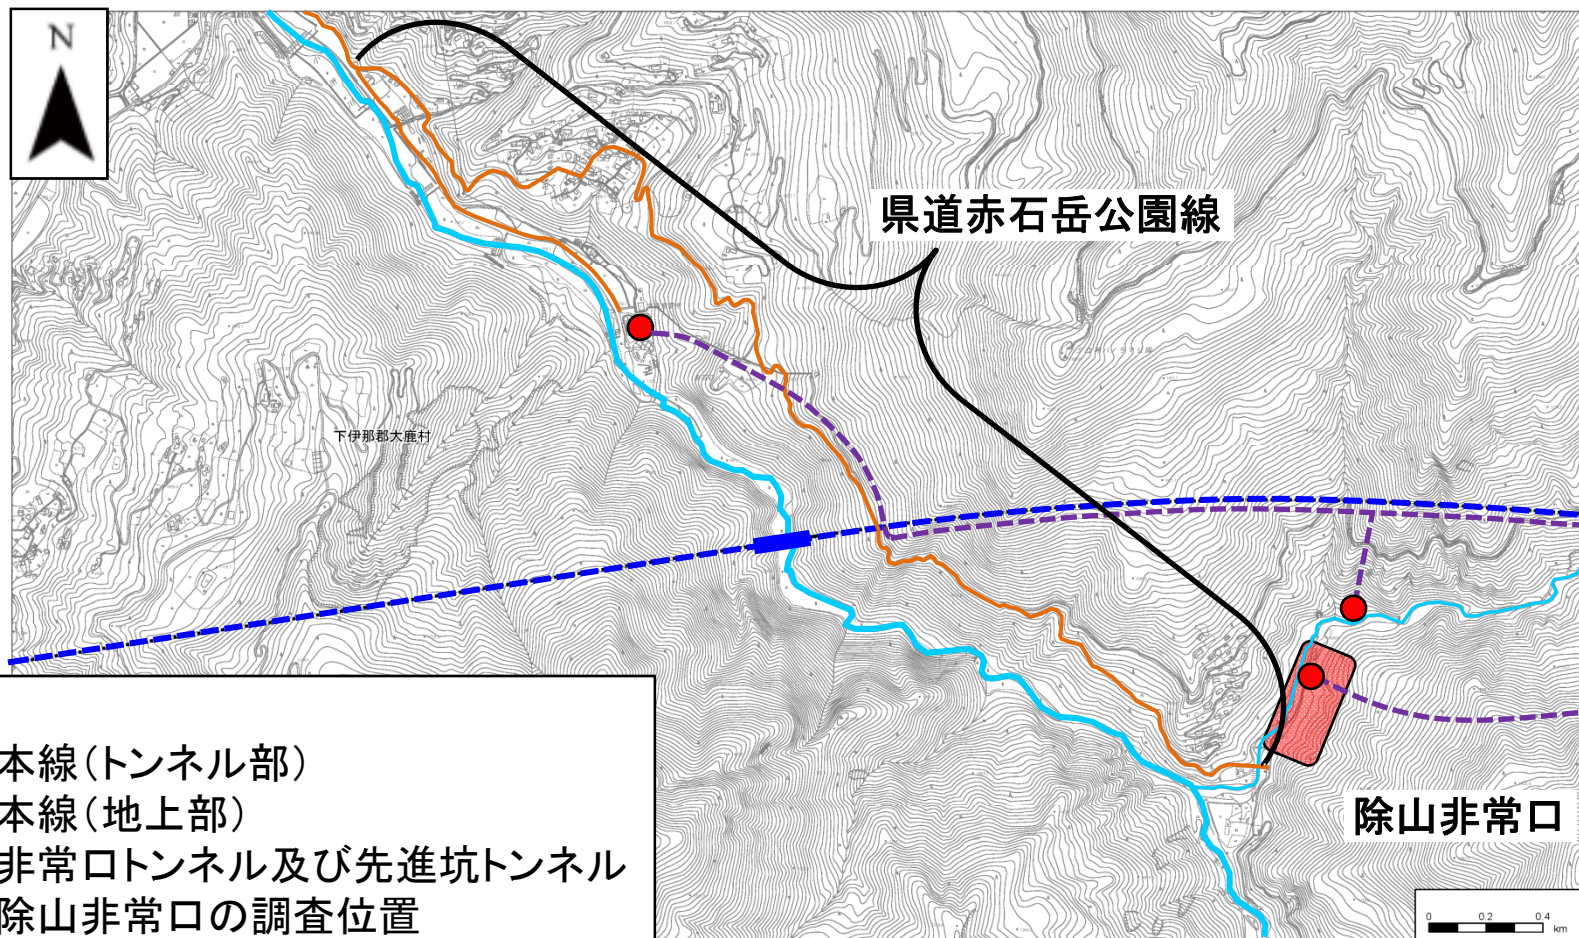 N
県道赤石岳公園線
下伊那郡大鹿村
除山非常口
本線(トンネル部)
本線(地上部)
非常口トンネル及び先進坑トンネル
除山非常口の調査位置
0 0.2 0.4
km